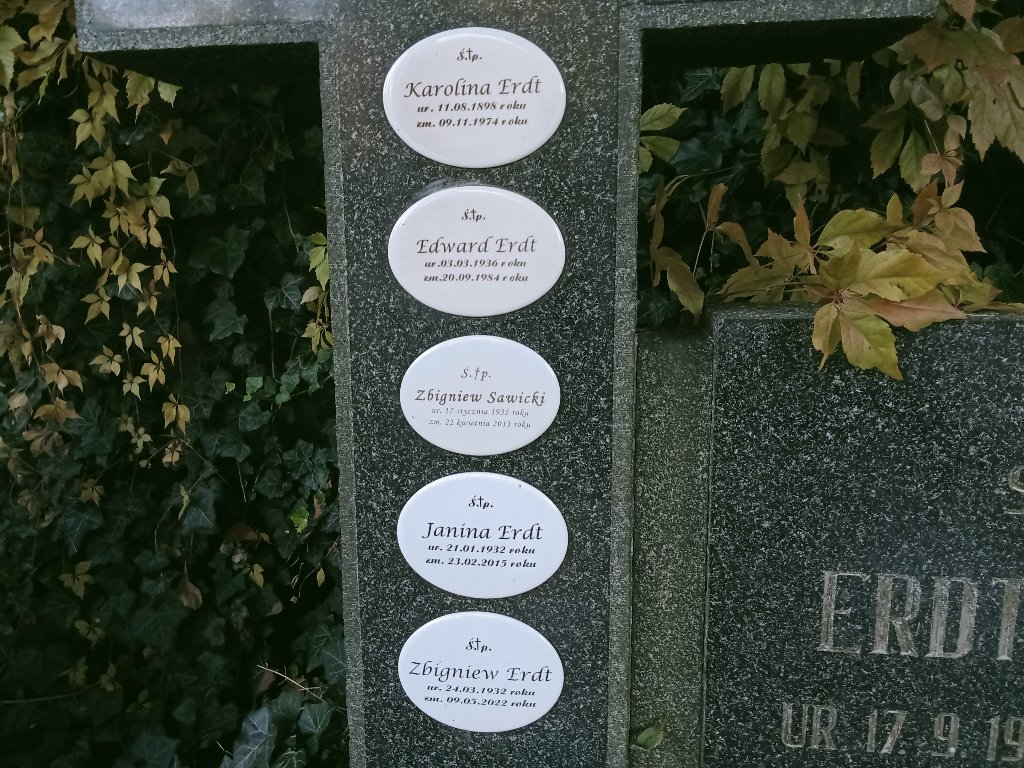 Ś.†p.
Karolina Erdt
ur. 11.08.1898 roku
zm. 09.11.1974 roku
Ś.†p.
Edward Erdt
ur.03.03.1936 roku
zm.20.09.1984 roku
Ś.†p.
Zbigniew Sawicki
ur. 17 stycznia 1935 roku
zm. 22 kwietnia 2013 roku
Ś.†p.
Janina Erdt
ur. 21.01.1932 roku
zm. 23.02.2015 roku
Ś.†p.
Zbigniew Erdt
ur. 24.03.1932 roku
zm. 09.05.2022 roku
ERDT
UR 17. 9. 19